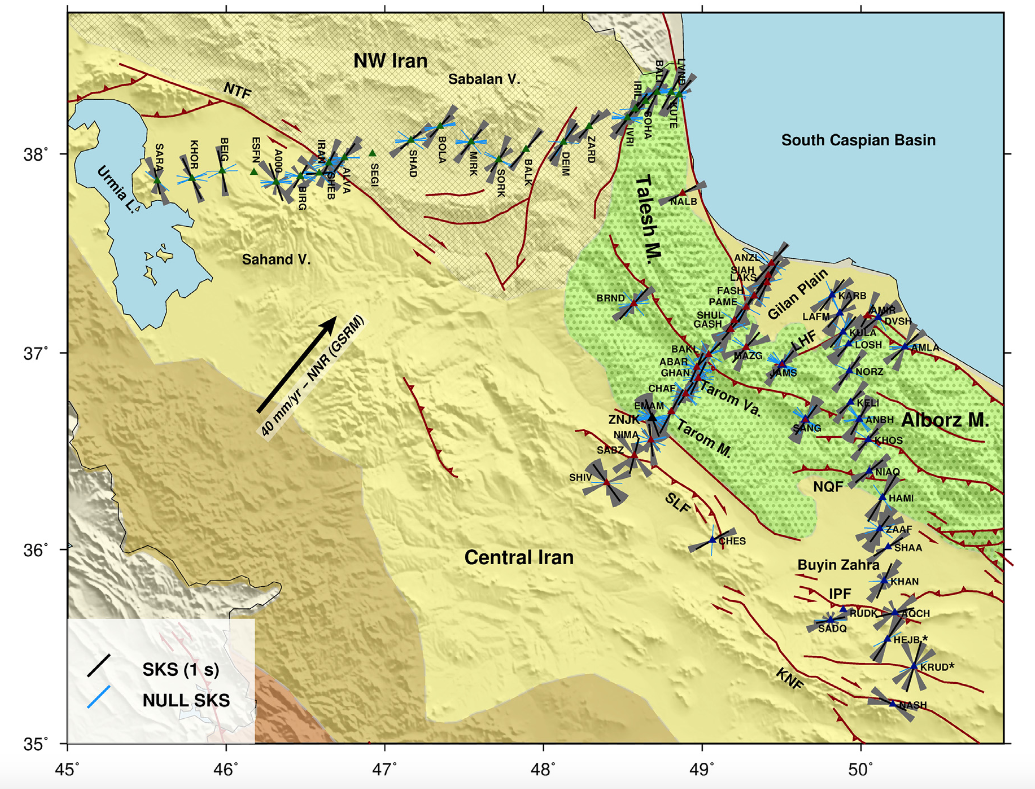 NW Iran
Sabalan V.
NTF
South Caspian Basin
38°
SARA
KHOR
BEIG
ESFN
A000
BIRG
IRAN
GHEB
ALVA
SEGI
SHAD
BOLA
MIRK
SORK
BALK
DEIM
ZARD
IVRI
IRIL
SOHA
LVND
KUTE
Urmia L.
Talesh M.
NALB
Sahand V.
ANZL
SIAH
LAKS
FASH
PAME
BRND
SHUL
GASH
Gilan Plain
KARB
LAFM
AMIR
DVSH
KULA
LOSH
AMLA
37°
LHF
MAZG
BAKL
ABAR
GHAN
JAMS
NORZ
40 mm/yr – NNR (GSRM)
CHAF
Tarom Va.
EMAM
ZNJK
KELI
Alborz M.
ANBH
SANG
NIMA
Tarom M.
KHOS
SABZ
SHIV
NIAQ
NQF
HAMI
SLF
ZAAF
CHES
36°
SHAA
Central Iran
Buyin Zahra
KHAN
IPF
RUDK
AQCH
SADQ
HEJB*
KRUD*
KNF
NASH
SKS (1 s)
NULL SKS
35°
45°
46°
47°
48°
49°
50°